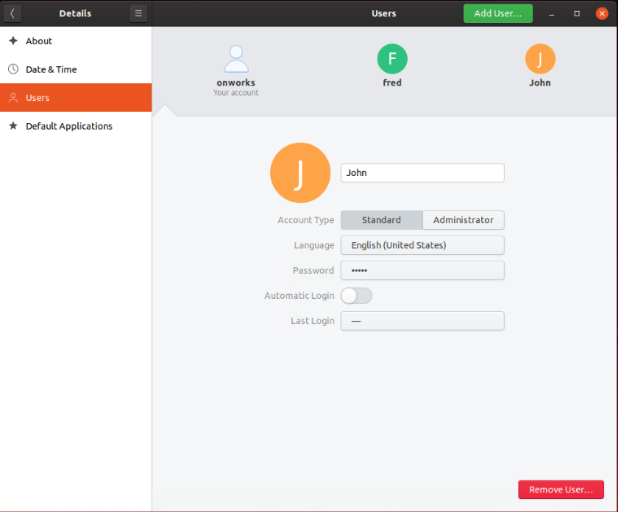 Details
Users
Add User...
About
Date & Time
Users
Default Applications
onworks
Your account
F
fred
J
John
J
John
Account Type
Standard
Administrator
Language
English (United States)
Password
•••••
Automatic Login
Last Login
—
Remove User...